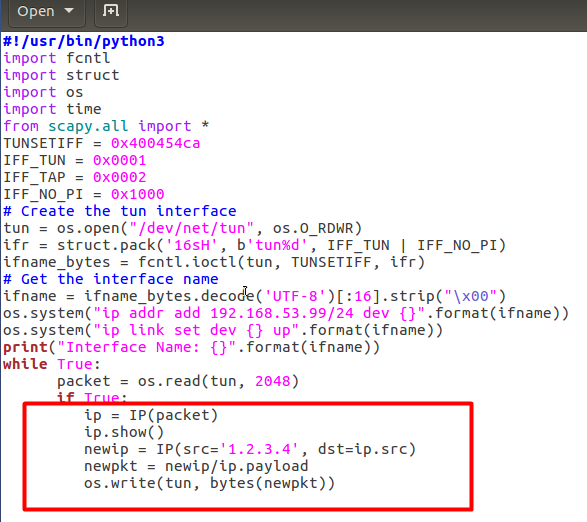 Open
#!/usr/bin/python3
import fcntl
import struct
import os
import time
from scapy.all import *
TUNSETIFF = 0x400454ca
IFF_TUN = 0x0001
IFF_TAP = 0x0002
IFF_NO_PI = 0x1000
# Create the tun interface
tun = os.open("/dev/net/tun", os.O_RDWR)
ifr = struct.pack('16sH', b'tun%d', IFF_TUN | IFF_NO_PI)
ifname_bytes = fcntl.ioctl(tun, TUNSETIFF, ifr)
# Get the interface name
ifname = ifname_bytes.decode('UTF-8')[:16].strip("\x00")
os.system("ip addr add 192.168.53.99/24 dev {}".format(ifname))
os.system("ip link set dev {} up".format(ifname))
print("Interface Name: {}".format(ifname))
while True:
      packet = os.read(tun, 2048)
      if True:
         ip = IP(packet)
         ip.show()
         newip = IP(src='1.2.3.4', dst=ip.src)
         newpkt = newip/ip.payload
         os.write(tun, bytes(newpkt))